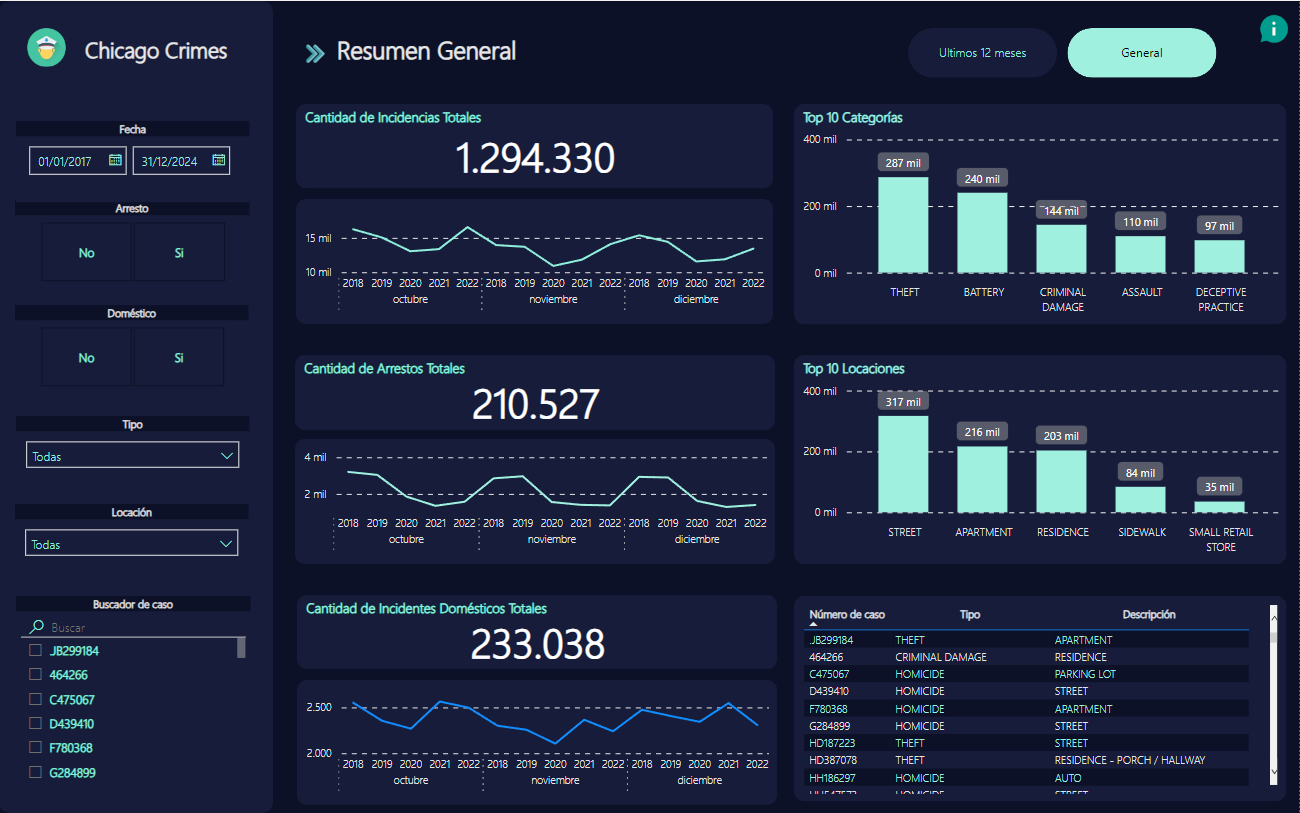 Chicago Crimes
Fecha
01/01/2017 31/12/2024
Arresto
No Si
Doméstico
No Si
Tipo
Todas
Locación
Todas
Buscador de caso
Buscar
JB299184
464266
C475067
D439410
F780368
G284899
Resumen General
Ultimos 12 meses General
i
Cantidad de Incidencias Totales
1.294.330
15 mil
10 mil
2018 2019 2020 2021 2022 2018 2019 2020 2021 2022 2018 2019 2020 2021 2022
octubre noviembre diciembre
Top 10 Categorías
400 mil
200 mil
0 mil
287 mil 240 mil 144 mil 110 mil 97 mil
THEFT BATTERY CRIMINAL DAMAGE ASSAULT DECEPTIVE PRACTICE
Cantidad de Arrestos Totales
210.527
4 mil
2 mil
2018 2019 2020 2021 2022 2018 2019 2020 2021 2022 2018 2019 2020 2021 2022
octubre noviembre diciembre
Top 10 Locaciones
400 mil
200 mil
0 mil
317 mil 216 mil 203 mil 84 mil 35 mil
STREET APARTMENT RESIDENCE SIDEWALK SMALL RETAIL STORE
Cantidad de Incidentes Domésticos Totales
233.038
2.500
2.000
2018 2019 2020 2021 2022 2018 2019 2020 2021 2022 2018 2019 2020 2021 2022
octubre noviembre diciembre
Número de caso Tipo Descripción
JB299184 THEFT APARTMENT
464266 CRIMINAL DAMAGE RESIDENCE
C475067 HOMICIDE PARKING LOT
D439410 HOMICIDE STREET
F780368 HOMICIDE APARTMENT
G284899 HOMICIDE STREET
HD187223 THEFT STREET
HD387078 THEFT RESIDENCE - PORCH / HALLWAY
HH186297 HOMICIDE AUTO
HOMICIDE STREET